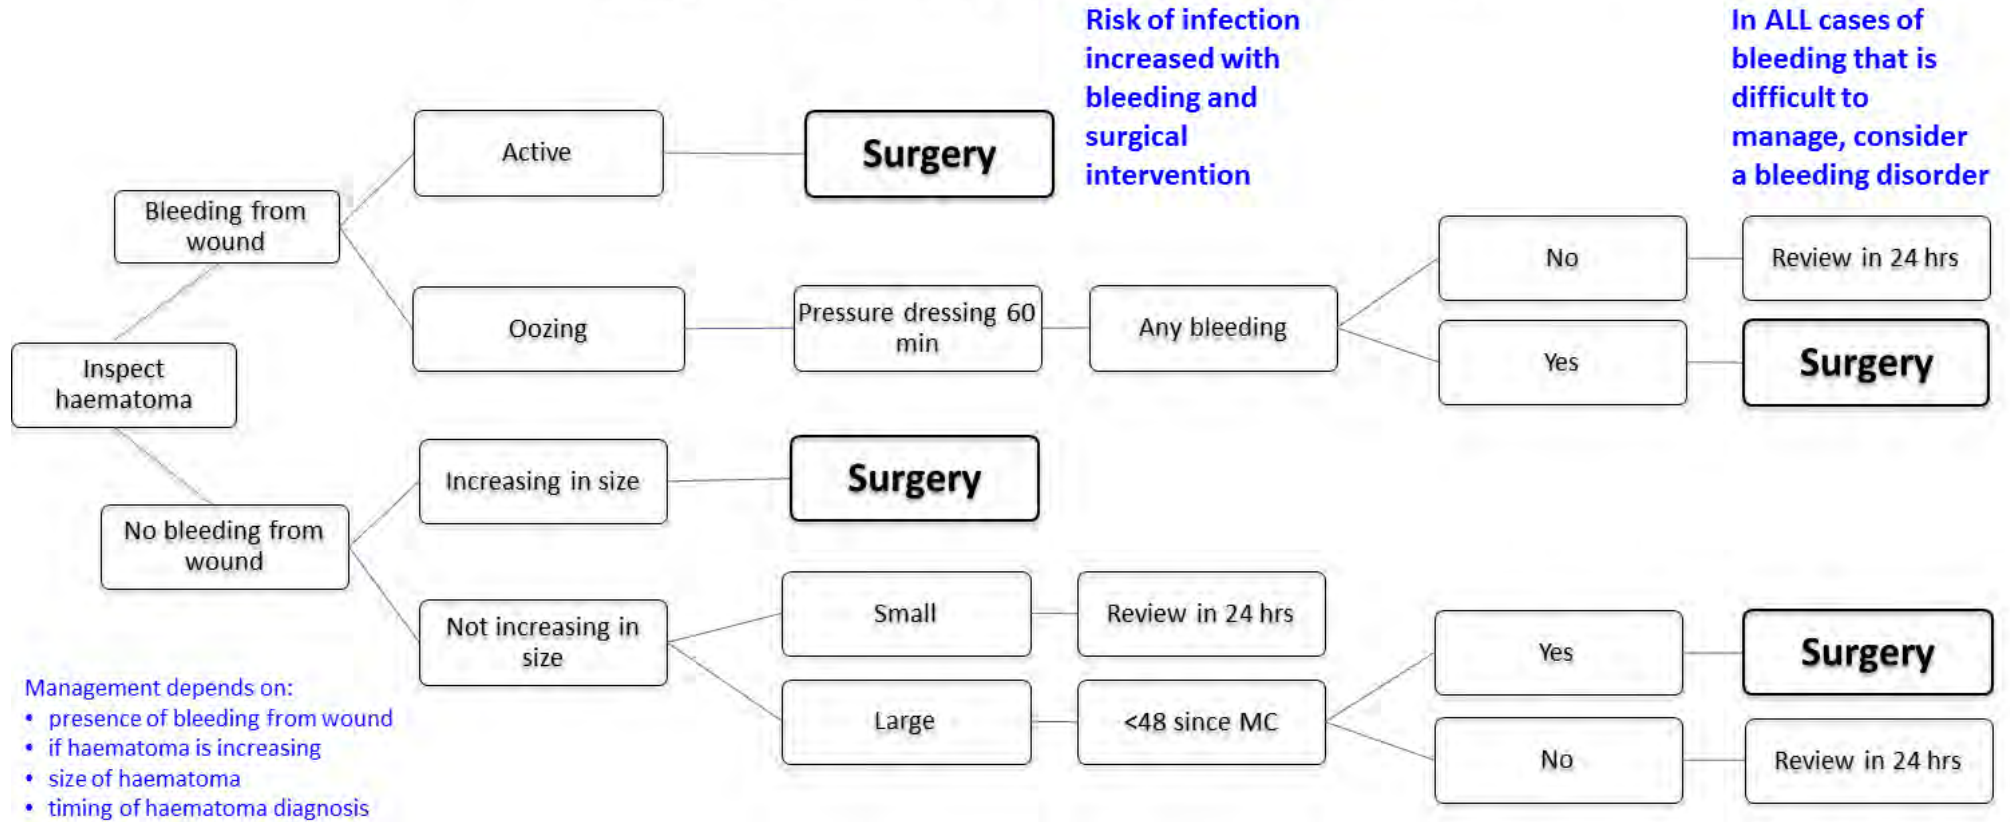 Risk of infection
increased with
bleeding and
surgical
intervention
In ALL cases of
bleeding that is
difficult to
manage, consider
a bleeding disorder
Active
Surgery
Bleeding from
wound
No
Review in 24 hrs
Oozing
Pressure dressing 60
min
Any bleeding
Yes
Surgery
Inspect
haematoma
Increasing in size
Surgery
No bleeding from
wound
Not increasing in
size
Small
Review in 24 hrs
Large
<48 since MC
Yes
Surgery
No
Review in 24 hrs
Management depends on:
• presence of bleeding from wound
• if haematoma is increasing
• size of haematoma
• timing of haematoma diagnosis